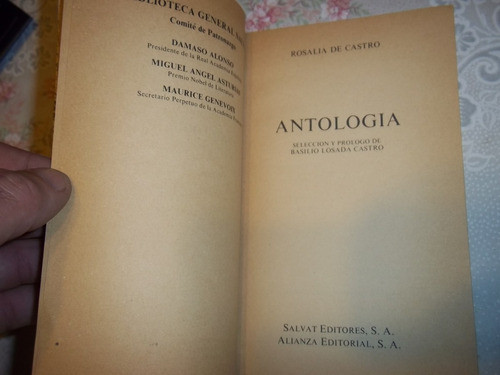 BIBLIOTECA GENERAL
Comité de Patronazgo
DAMASO ALONSO
Presidente de la Real Academia
MIGUEL ANGEL ASTURIAS
Premio Nobel de Literatura
MAURICE GENEVOIX
Secretario Perpetuo de la Academia
ROSALIA DE CASTRO
ANTOLOGIA
SELECCION Y PROLOGO DE
BASILIO LOSADA CASTRO
SALVAT EDITORES, S. A.
ALIANZA EDITORIAL, S. A.